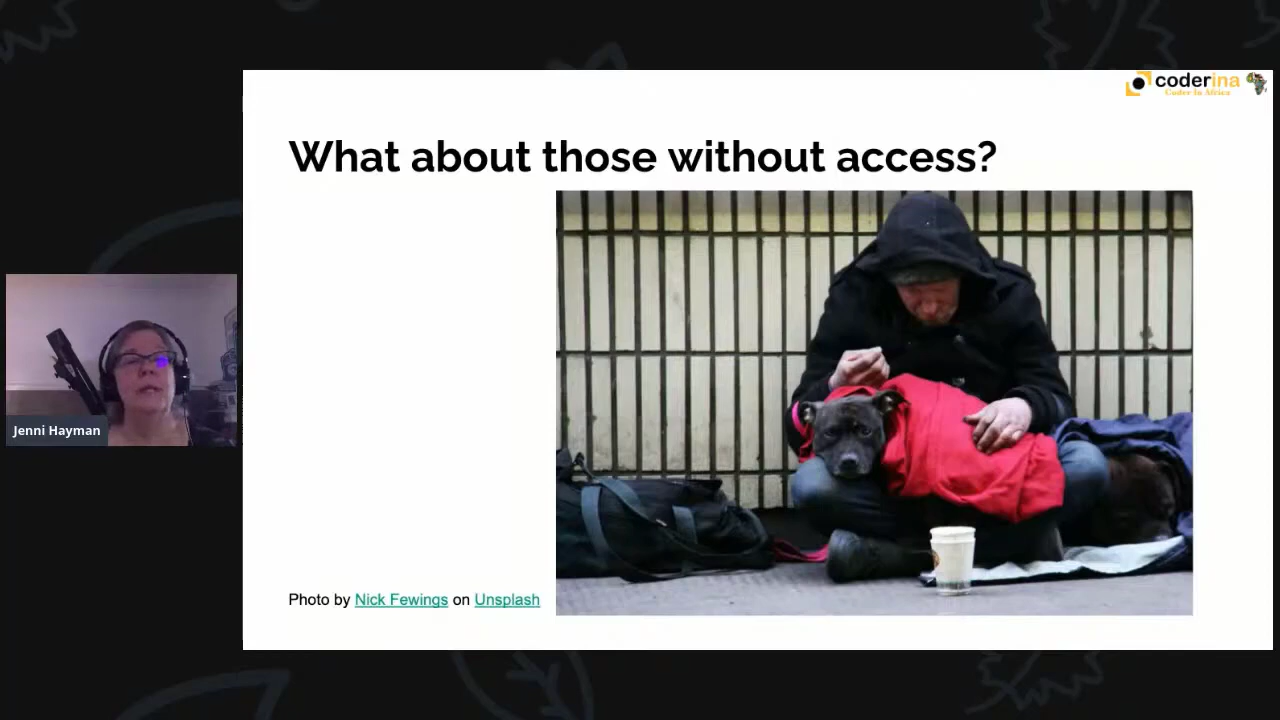 coderina
Coder in Africa
What about those without access?
Jenni Hayman
Photo by Nick Fewings on Unsplash